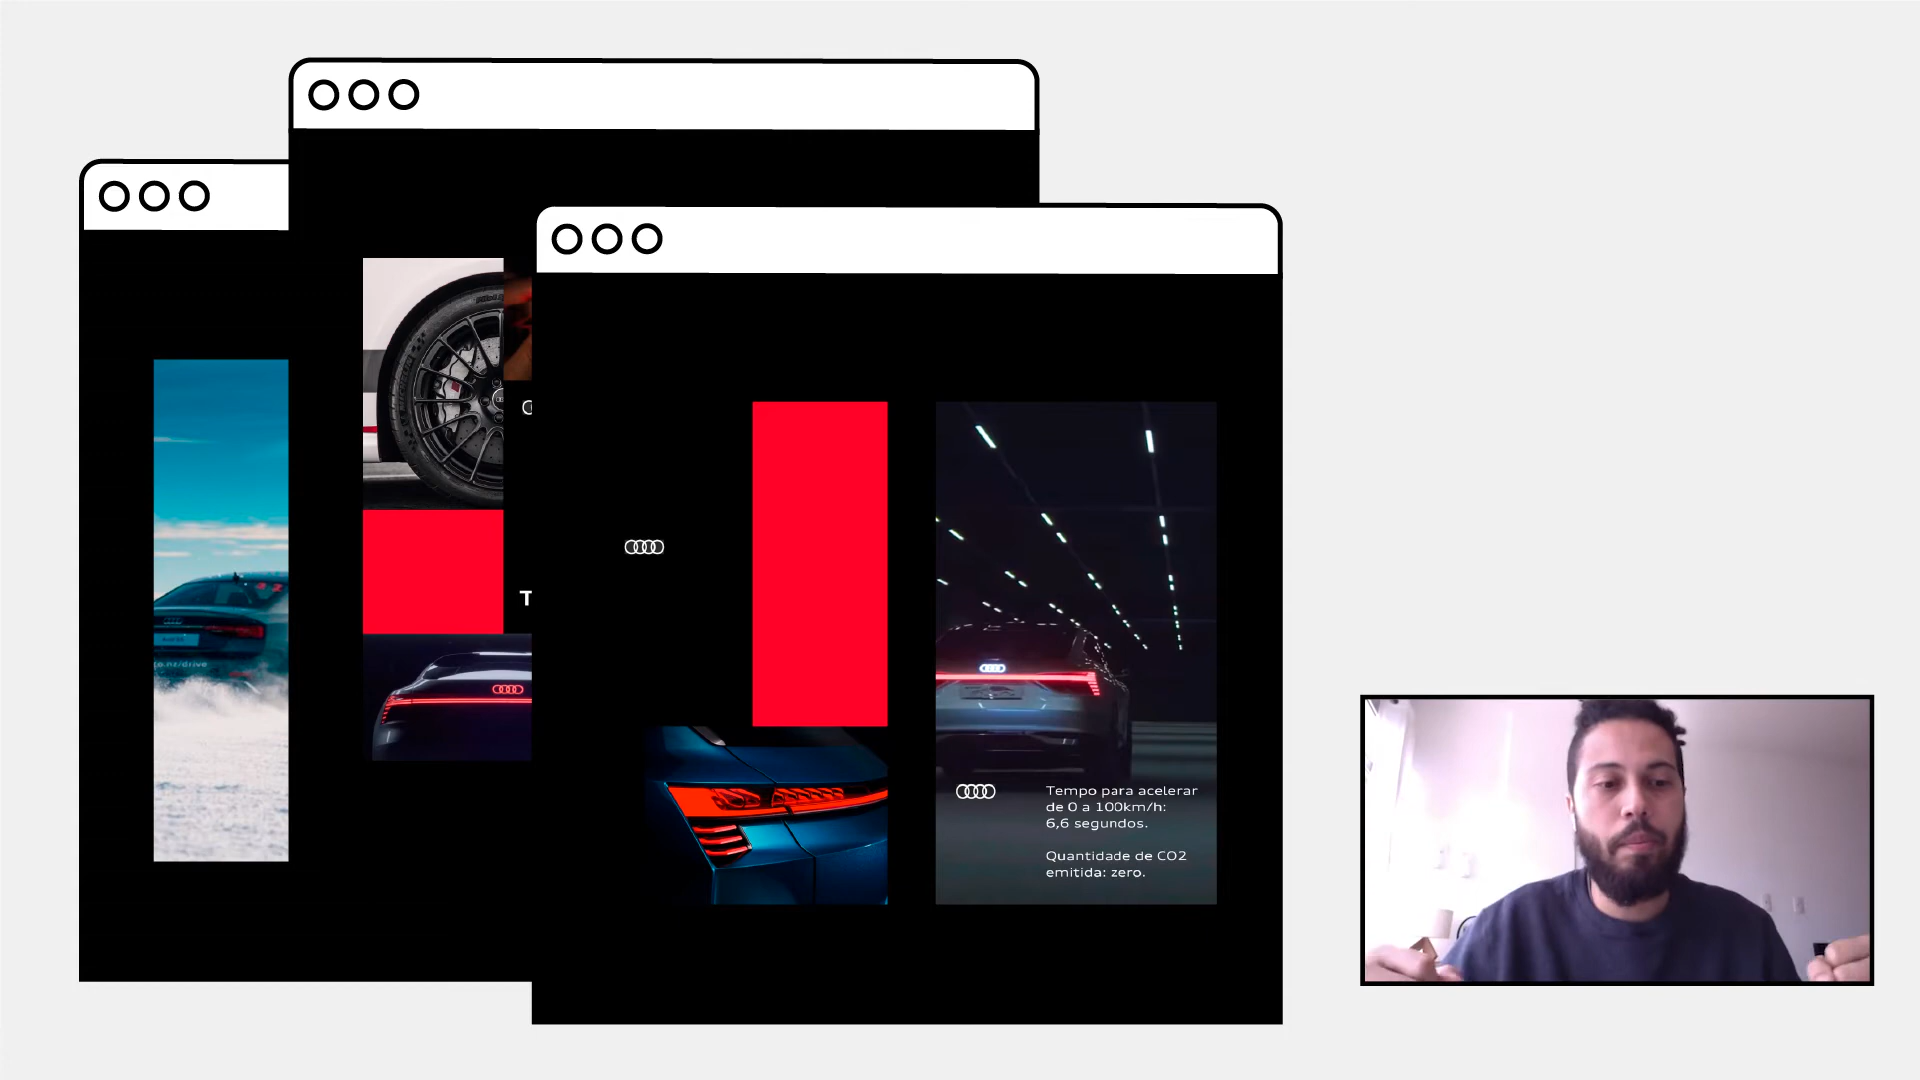 T
Tempo para acelerar
de 0 a 100km/h:
6,6 segundos.
Quantidade de CO2
emitida: zero.